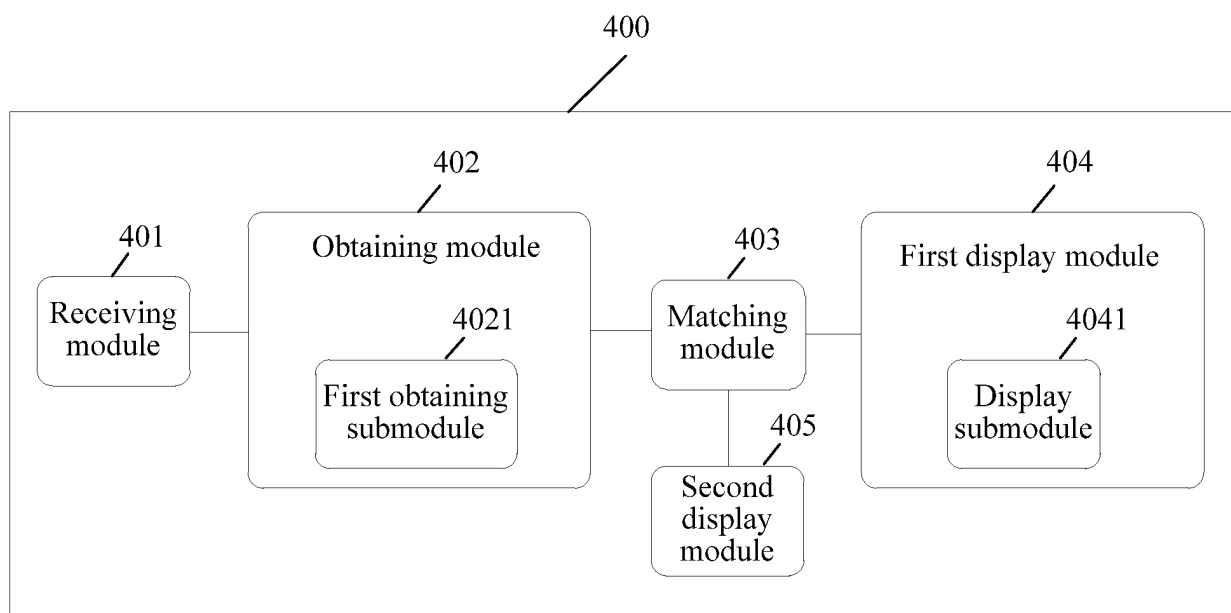 400
402
404
401
Obtaining module
403
First display module
Receiving
module
4021
Matching
module
4041
First obtaining
submodule
405
Display
submodule
Second
display
module